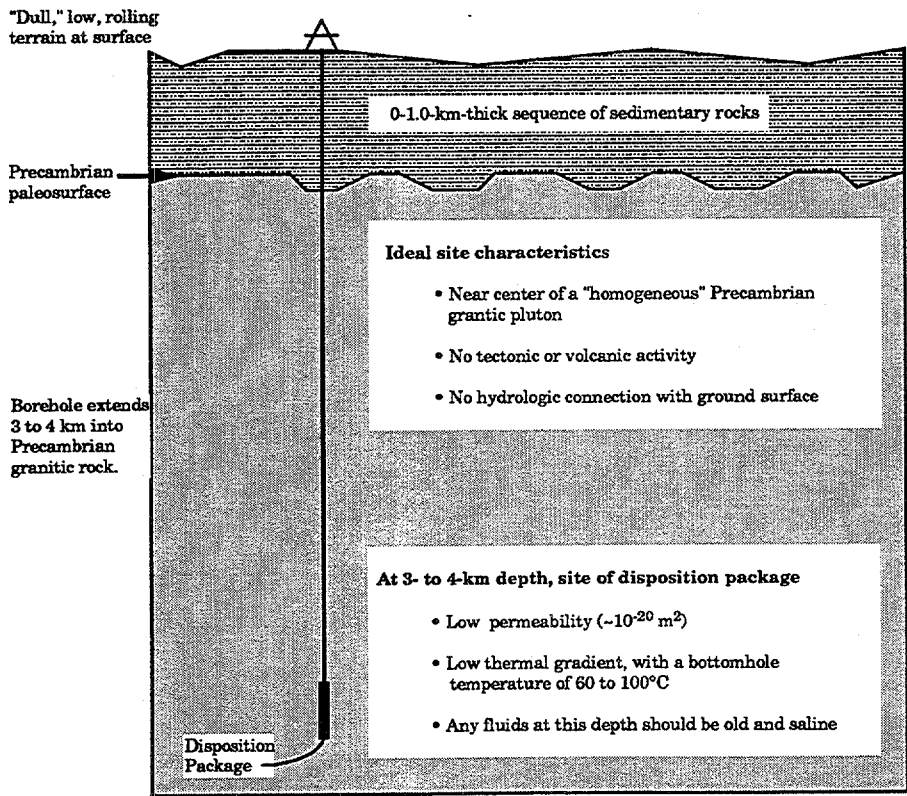 "Dull," low, rolling
terrain at surface
0-1.0-km-thick sequence of sedimentary rocks
Precambrian
paleosurface
Ideal site characteristics
• Near center of a "homogeneous" Precambrian
grantic pluton
• No tectonic or volcanic activity
• No hydrologic connection with ground surface
Borehole extends
3 to 4 km into
Precambrian
granitic rock.
At 3- to 4-km depth, site of disposition package
• Low permeability (~10⁻²⁰ m²)
• Low thermal gradient, with a bottomhole
temperature of 60 to 100°C
• Any fluids at this depth should be old and saline
Disposition
Package